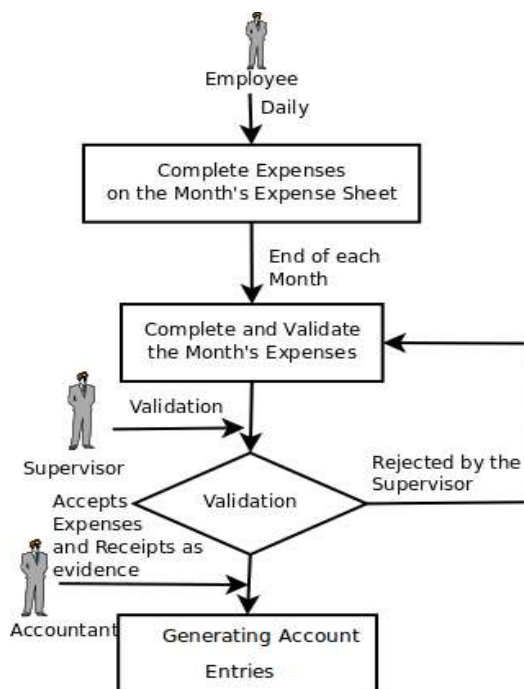 Employee
Daily
Complete Expenses
on the Month's Expense Sheet
End of each
Month
Complete and Validate
the Month's Expenses
Validation
Supervisor
Validation
Rejected by the
Supervisor
Accepts
Expenses
and Receipts as
evidence
Accountant
Generating Account
Entries